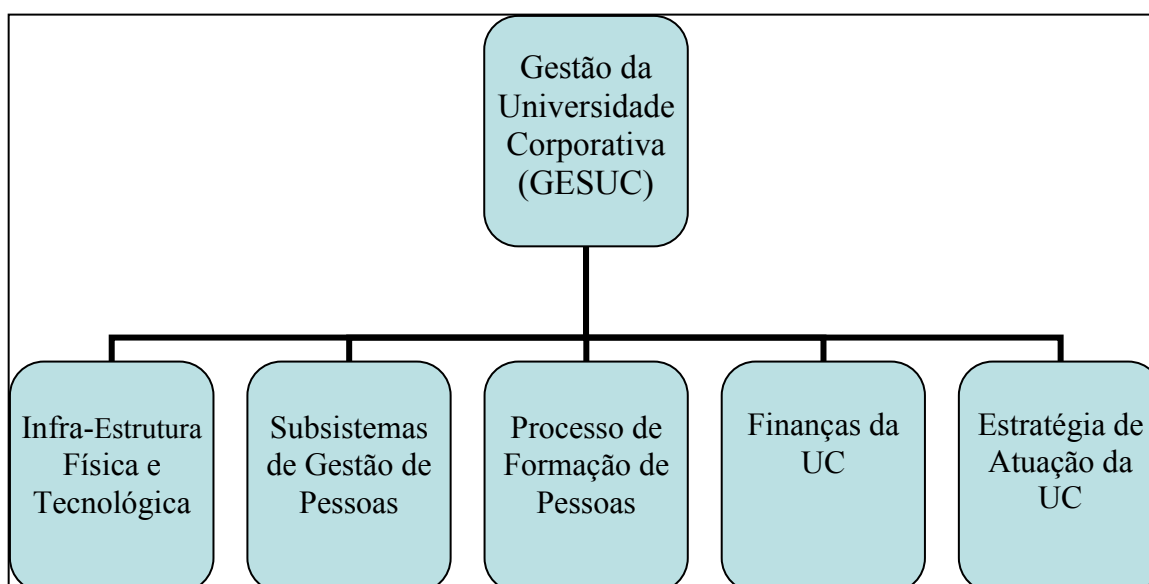 Gestão da
Universidade
Corporativa
(GESUC)
Infra-Estrutura
Física e
Tecnológica
Subsistemas
de Gestão de
Pessoas
Processo de
Formação de
Pessoas
Finanças da
UC
Estratégia de
Atuação da
UC